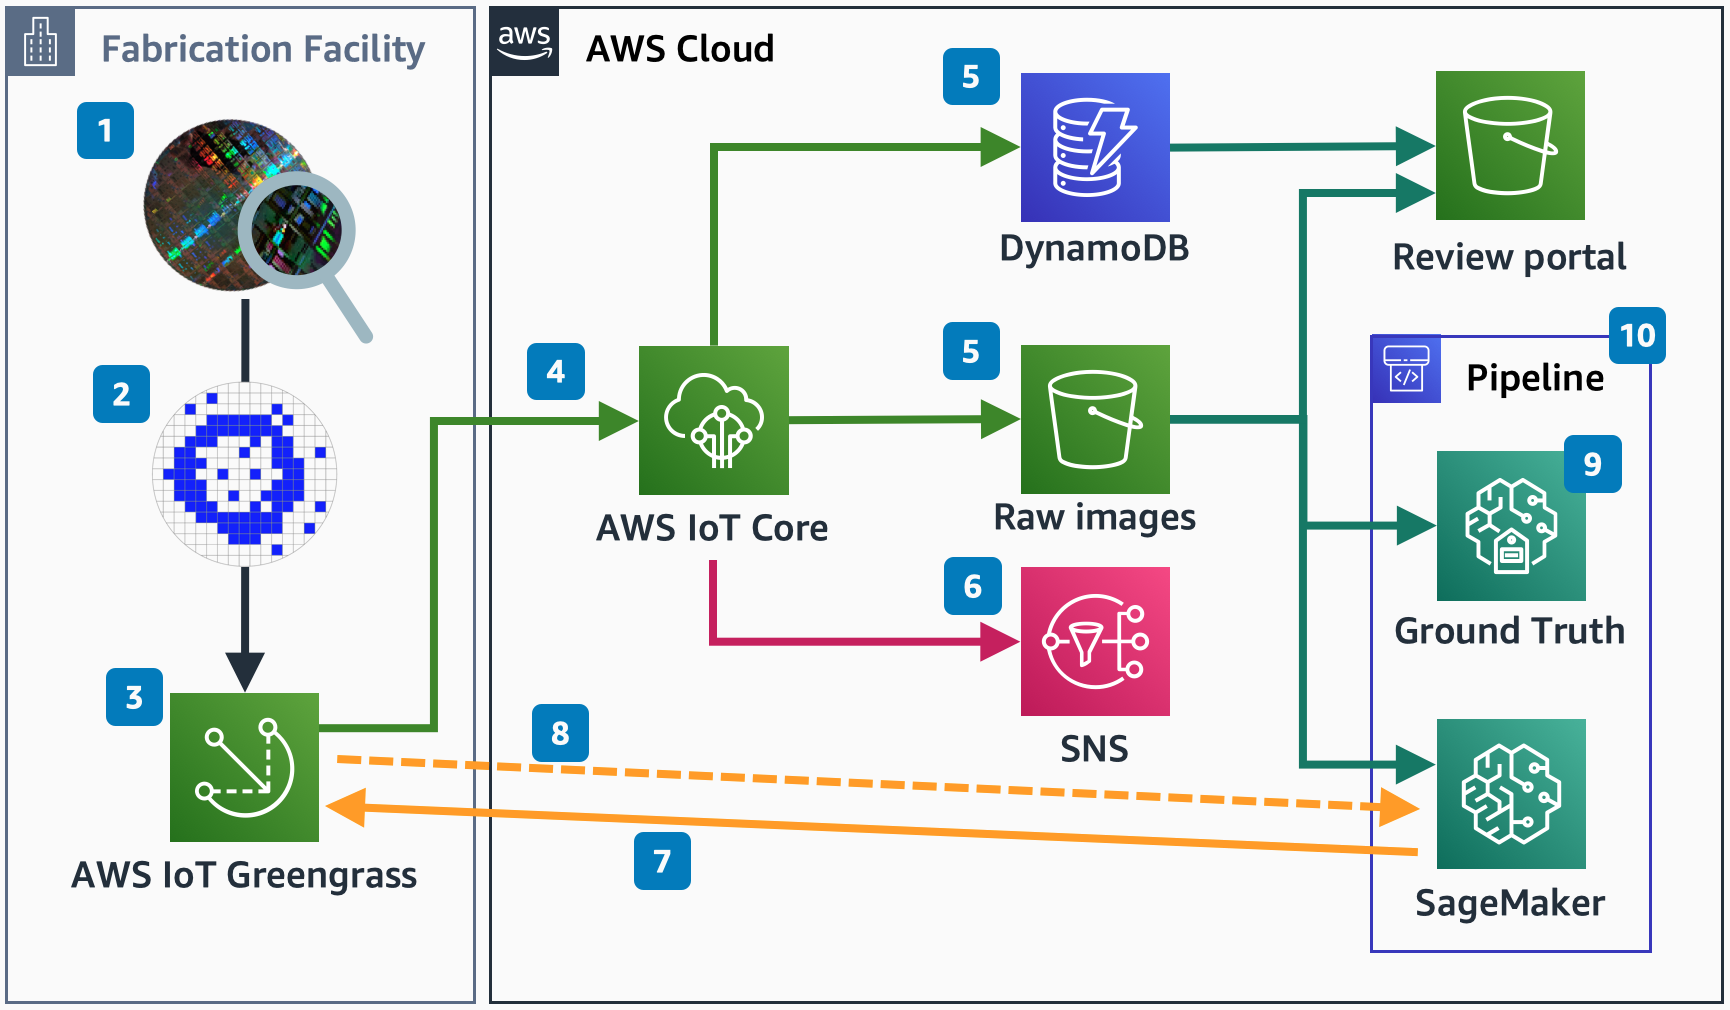 Fabrication Facility
aws
AWS Cloud
1
5
DynamoDB
Review portal
2
4
5
10
Pipeline
</>
AWS IoT Core
Raw images
9
Ground Truth
3
6
SNS
8
7
AWS IoT Greengrass
SageMaker